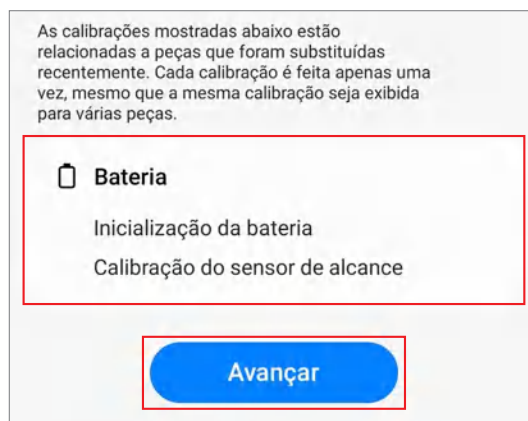 As calibrações mostradas abaixo estão
relacionadas a peças que foram substituídas
recentemente. Cada calibração é feita apenas uma
vez, mesmo que a mesma calibração seja exibida
para várias peças.
Bateria
Inicialização da bateria
Calibração do sensor de alcance
Avançar